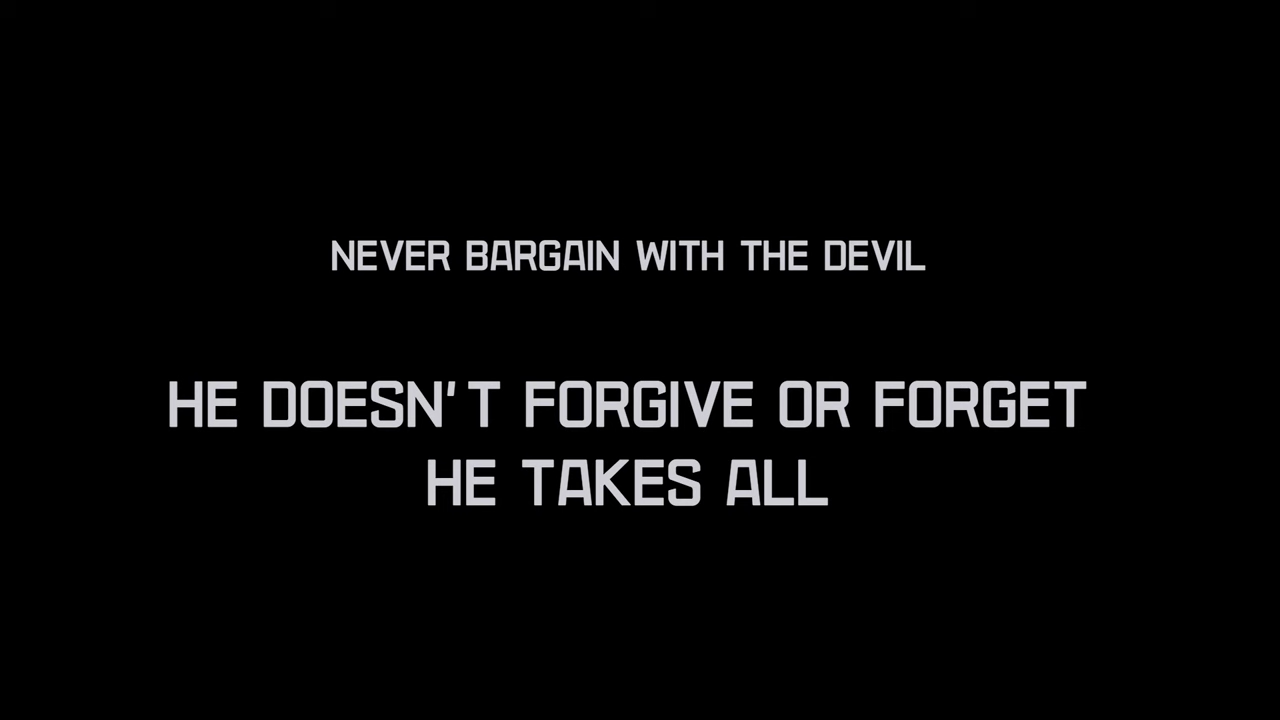 NEVER BARGAIN WITH THE DEVIL
HE DOESN'T FORGIVE OR FORGET
HE TAKES ALL